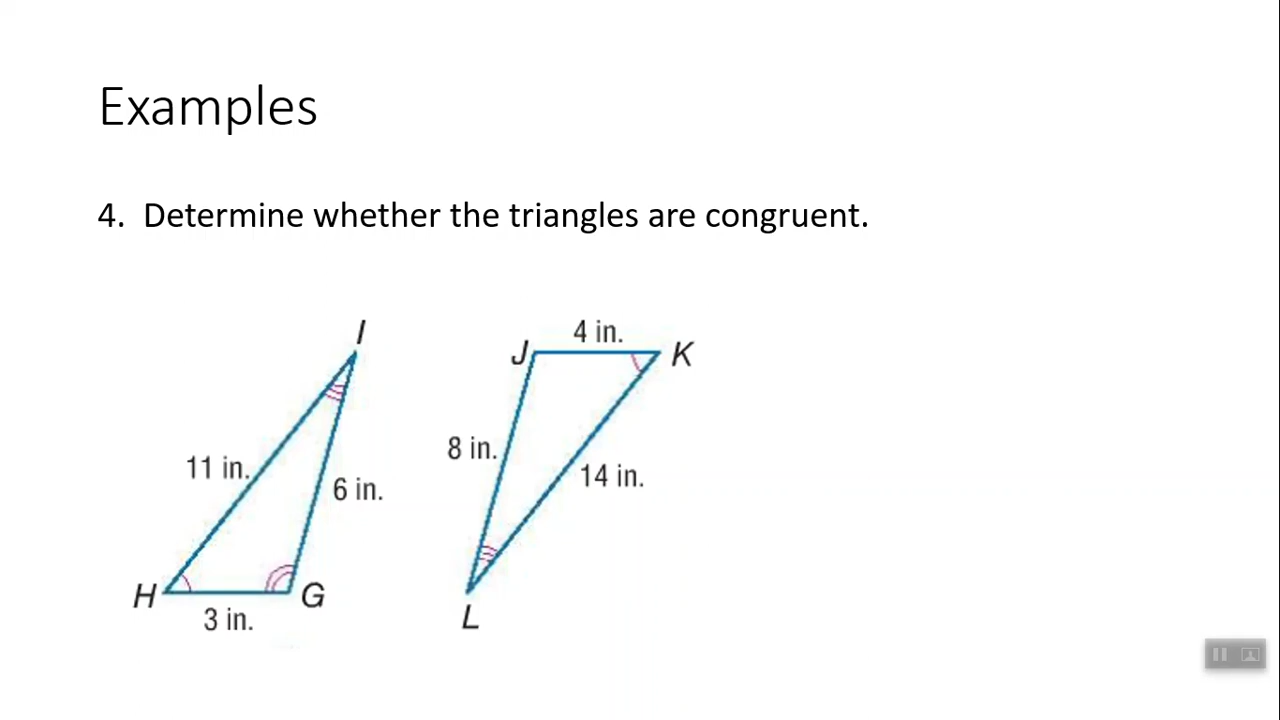 Examples
4. Determine whether the triangles are congruent.
I
J
4 in.
K
11 in.
6 in.
8 in.
14 in.
H
3 in.
G
L